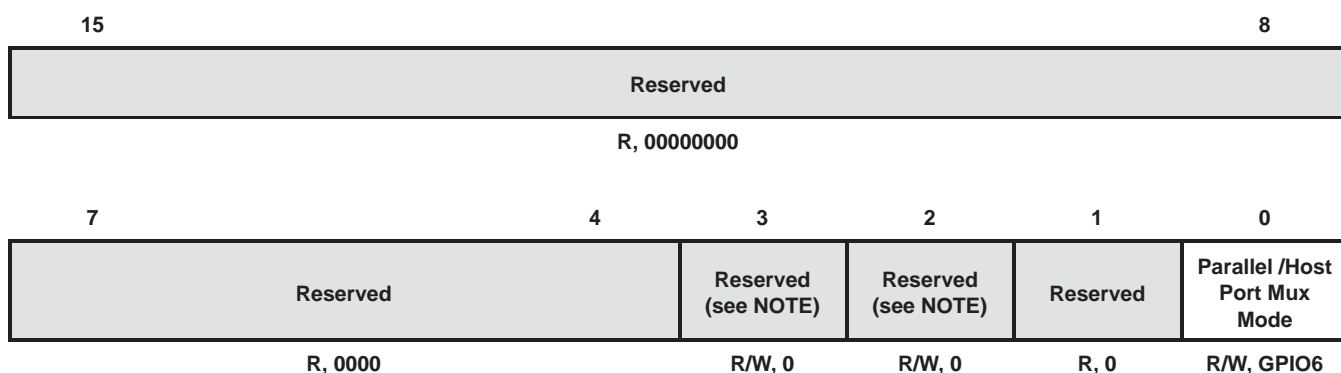 15 8
Reserved
R, 00000000
7 4 3 2 1 0
Reserved
Reserved
(see NOTE)
Reserved
(see NOTE)
Reserved
Parallel /Host
Port Mux
Mode
R, 0000 R/W, 0 R/W, 0 R, 0 R/W, GPIO6